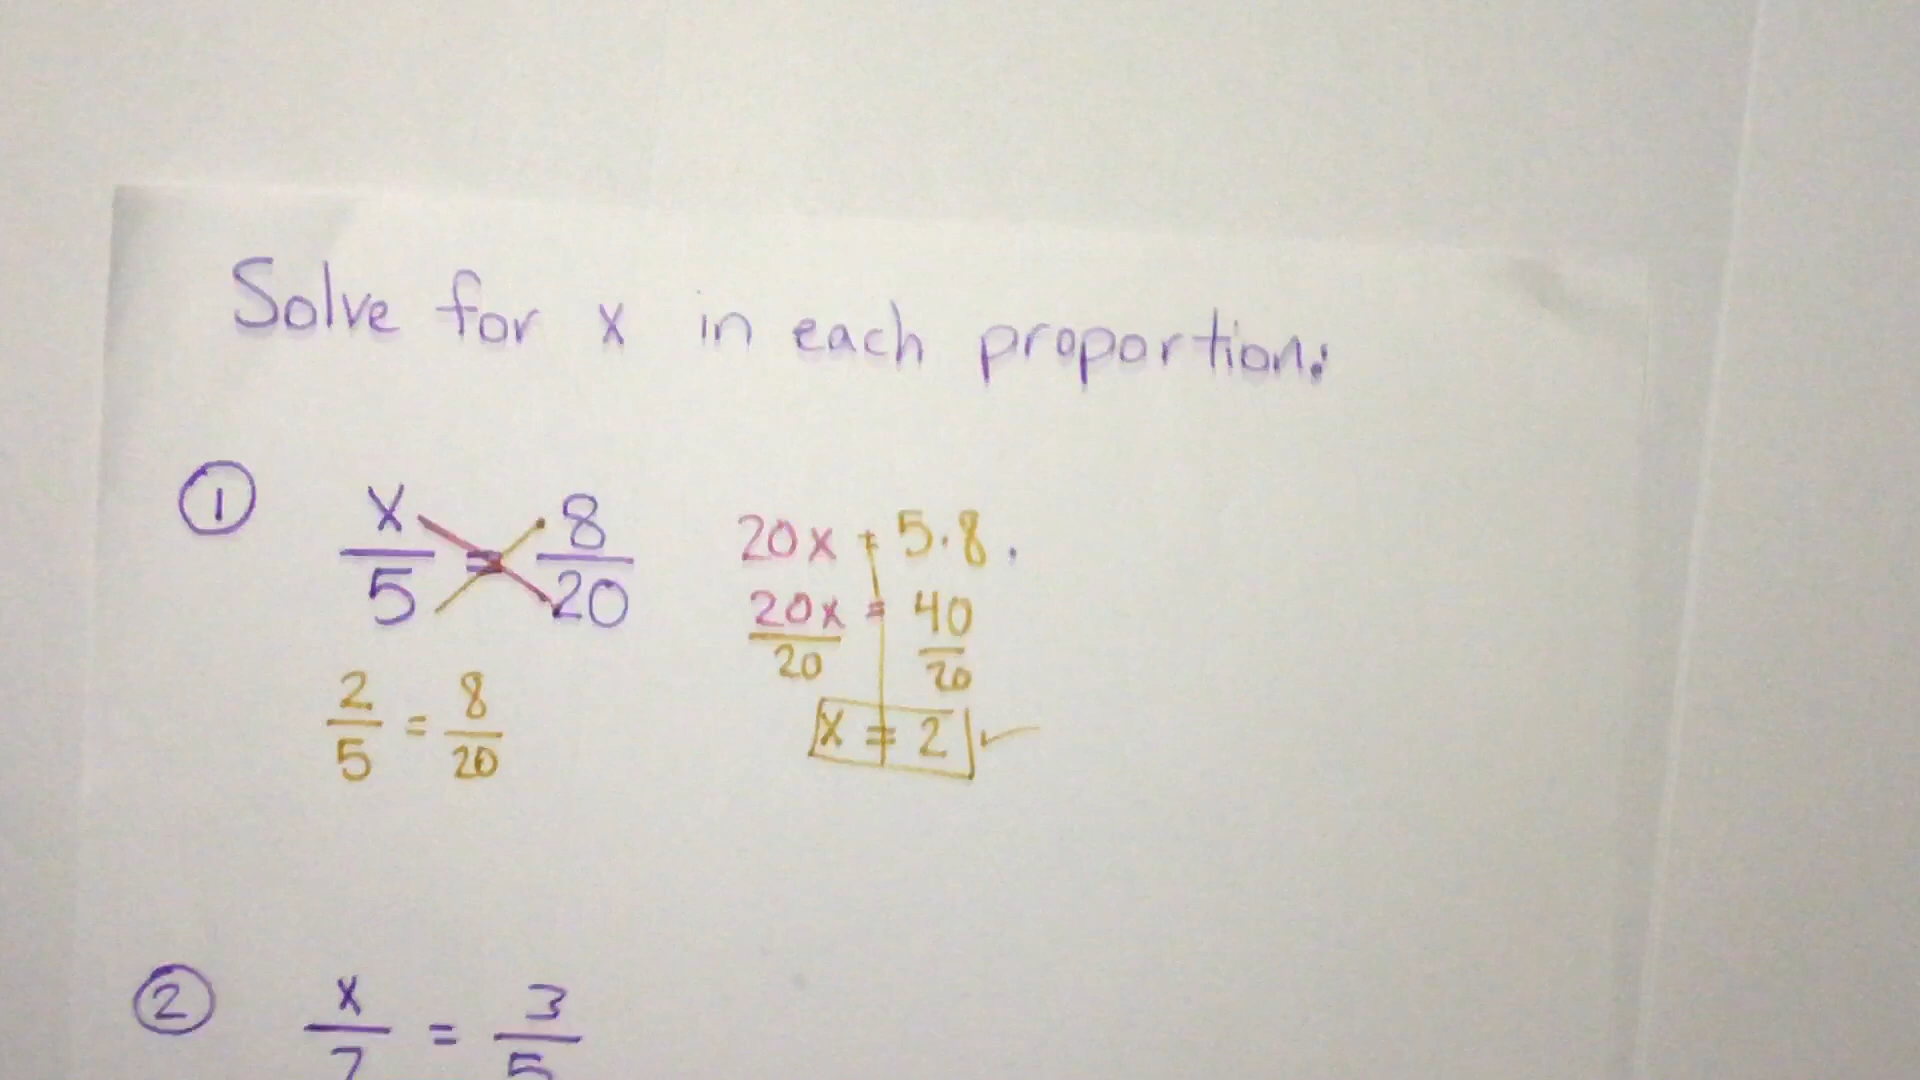 Solve for x in each proportion:
① x/5 = 8/20
20x = 5·8
20x/20 = 40/20
x = 2 ✓
2/5 = 8/20
② x/7 = 3/5